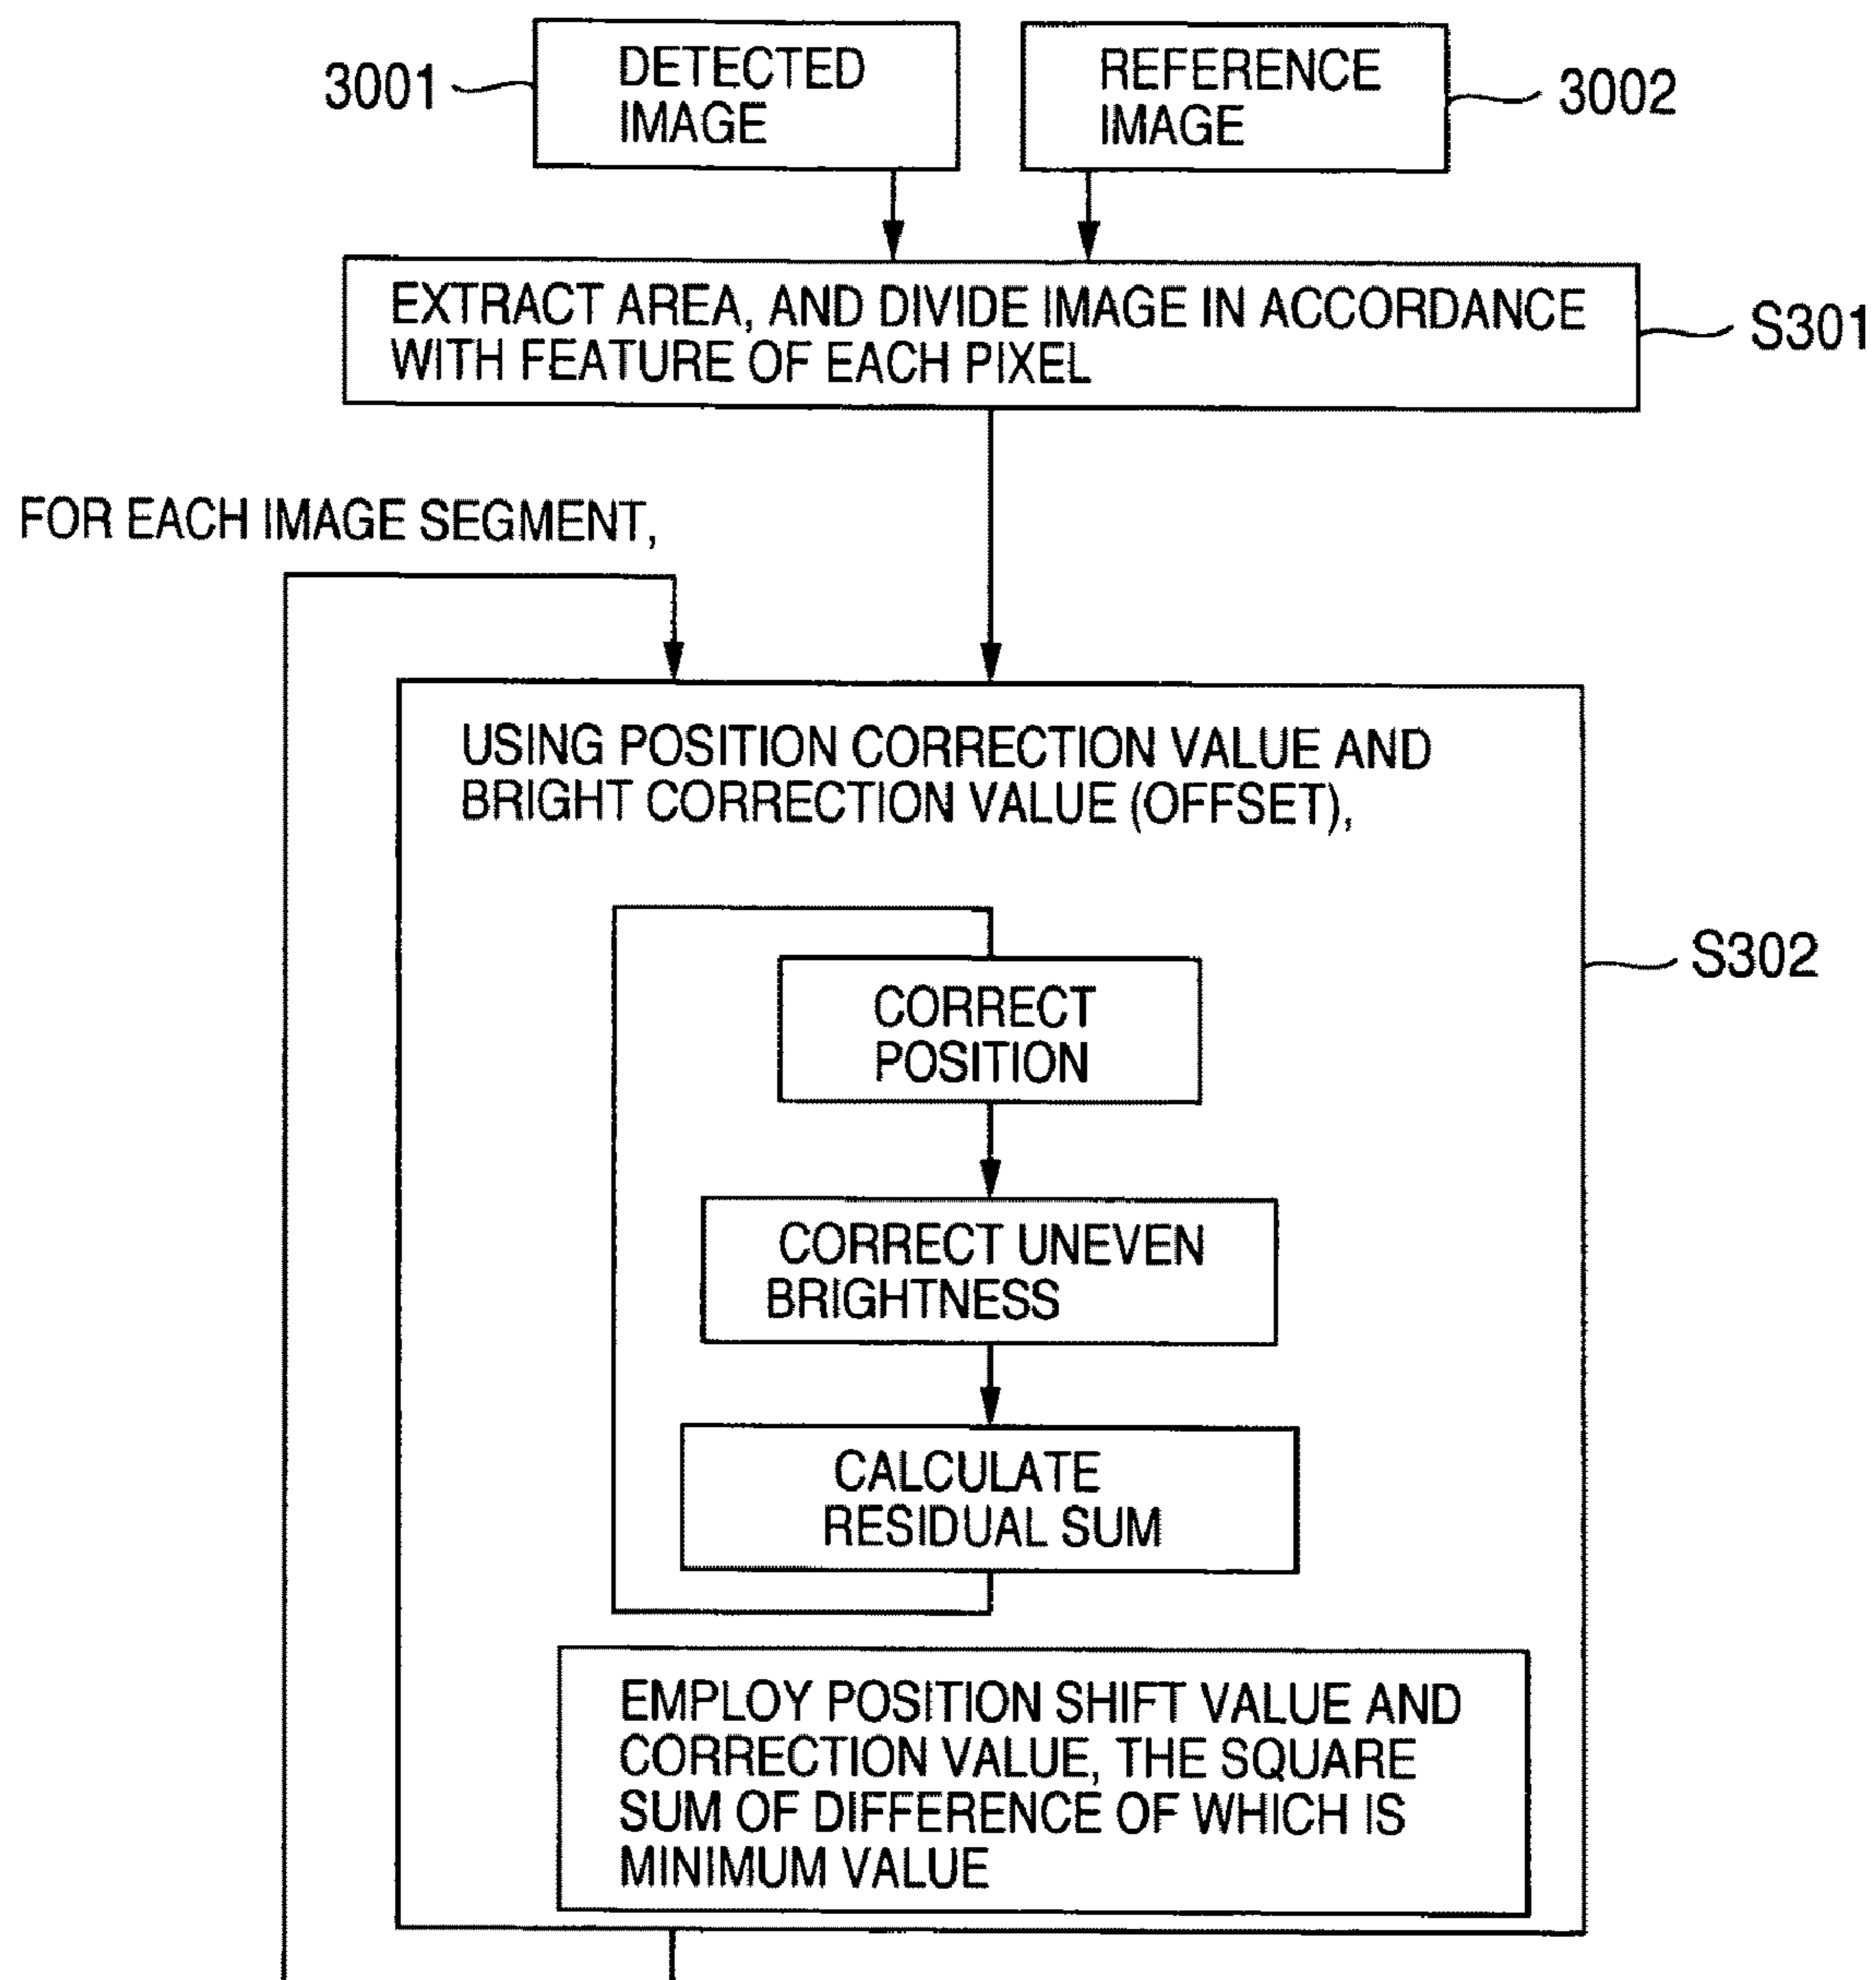 3001
DETECTED
IMAGE
REFERENCE
IMAGE
3002
EXTRACT AREA, AND DIVIDE IMAGE IN ACCORDANCE
WITH FEATURE OF EACH PIXEL
S301
FOR EACH IMAGE SEGMENT,
USING POSITION CORRECTION VALUE AND
BRIGHT CORRECTION VALUE (OFFSET),
S302
CORRECT
POSITION
CORRECT UNEVEN
BRIGHTNESS
CALCULATE
RESIDUAL SUM
EMPLOY POSITION SHIFT VALUE AND
CORRECTION VALUE, THE SQUARE
SUM OF DIFFERENCE OF WHICH IS
MINIMUM VALUE